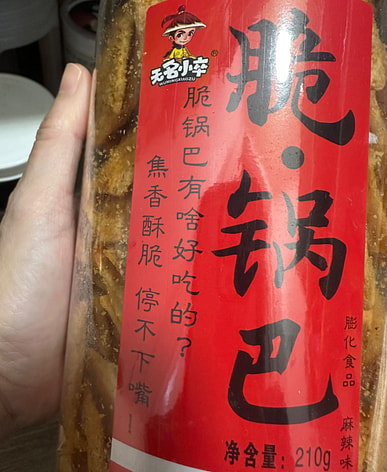 无名小卒
WUMINGXIAOZU
®
脆·锅巴
脆锅巴有啥好吃的？
焦香酥脆 停不下嘴
膨化食品 麻辣味
净含量：210g